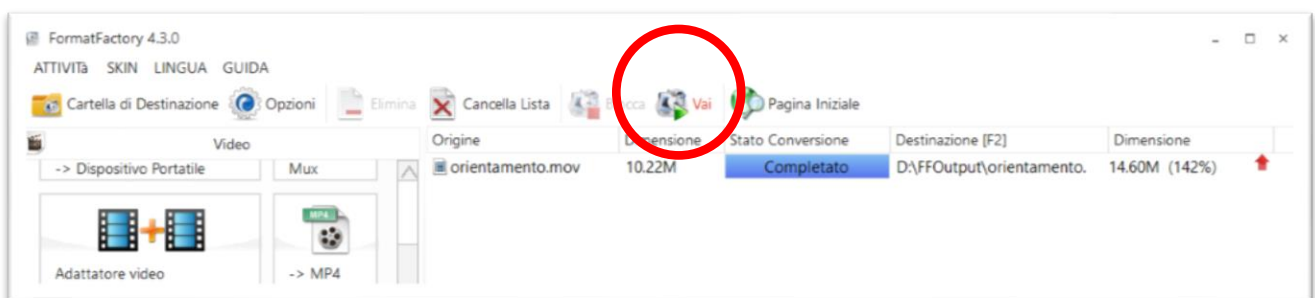 FormatFactory 4.3.0
ATTIVITà SKIN LINGUA GUIDA
Cartella di Destinazione Opzioni Elimina Cancella Lista Vai Pagina Iniziale
Video
Origine Dimensione Stato Conversione Destinazione [F2] Dimensione
-> Dispositivo Portatile Mux
orientamento.mov 10.22M Completato D:\FFOutput\orientamento. 14.60M (142%)
MP4
Adattatore video -> MP4